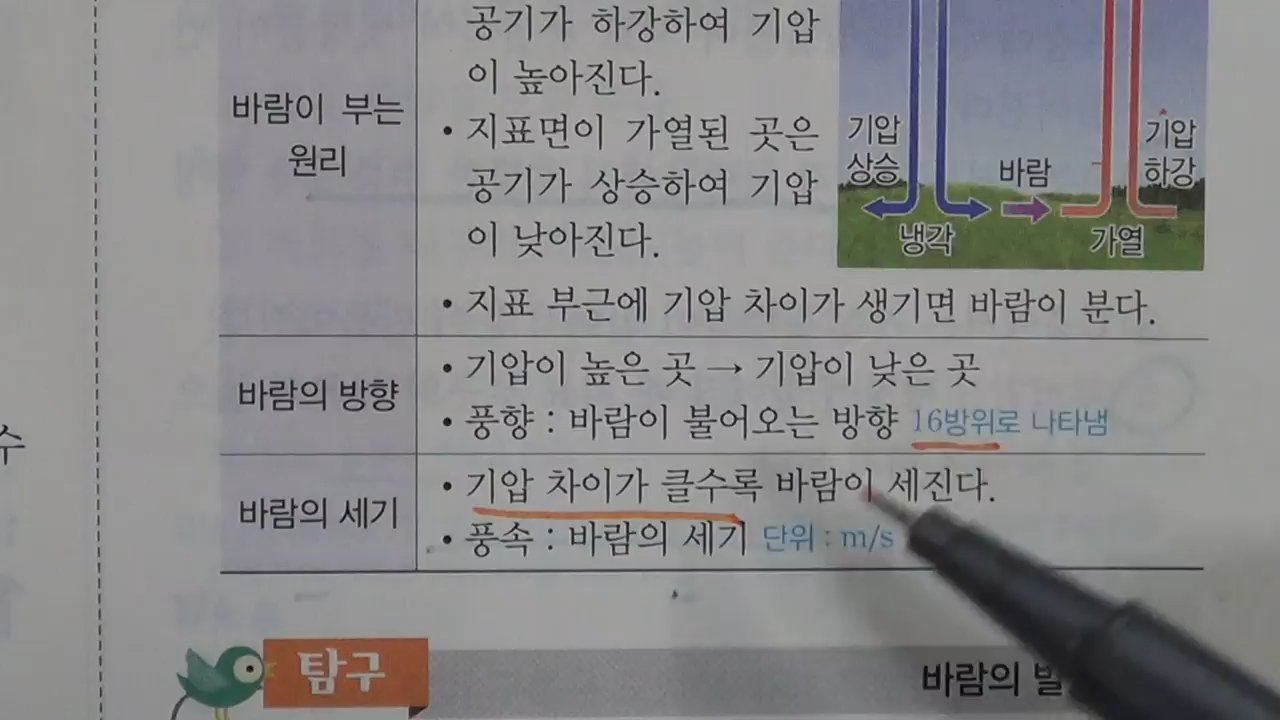 공기가 하강하여 기압
이 높아진다.
바람이 부는
원리
• 지표면이 가열된 곳은
공기가 상승하여 기압
이 낮아진다.
기압
상승
바람
기압
하강
냉각
가열
• 지표 부근에 기압 차이가 생기면 바람이 분다.
바람의 방향
• 기압이 높은 곳 → 기압이 낮은 곳
• 풍향 : 바람이 불어오는 방향 16방위로 나타냄
수
바람의 세기
• 기압 차이가 클수록 바람이 세진다.
• 풍속 : 바람의 세기 단위 : m/s
탐구
바람의